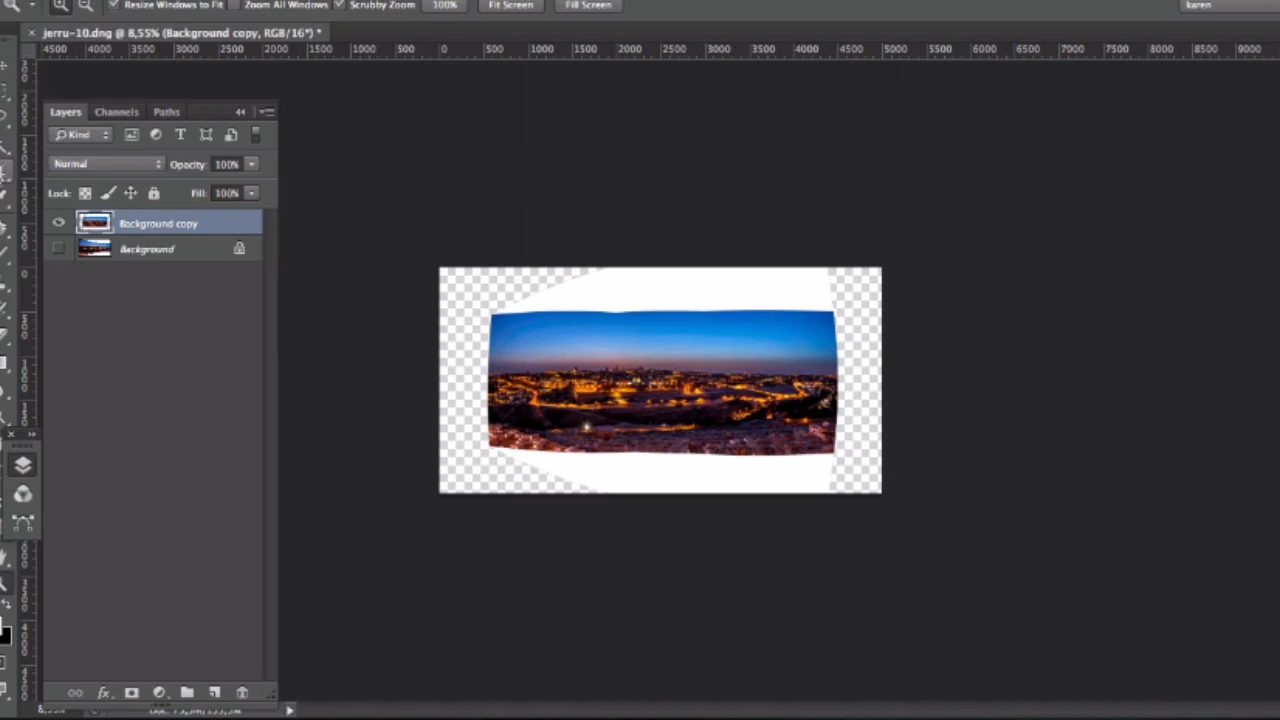 Resize Windows to Fit Zoom All Windows Scrubby Zoom 100% Fit Screen Fill Screen karen
jerru-10.dng @ 8,55% (Background copy, RGB/16*) *
4500 4000 3500 3000 2500 2000 1500 1000 500 0 500 1000 1500 2000 2500 3000 3500 4000 4500 5000 5500 6000 6500 7000 7500 8000 8500 9000
Layers Channels Paths
Kind
Normal Opacity: 100%
Lock: Fill: 100%
Background copy
Background
fx